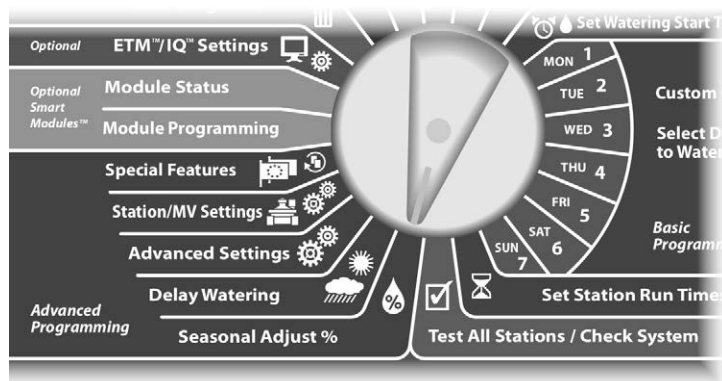 Set Watering Start
Optional
ETM™/IQ™ Settings
Optional
Smart
Modules™
Module Status
Module Programming
Special Features
Station/MV Settings
Advanced Settings
Delay Watering
Seasonal Adjust %
Advanced
Programming
%
MON 1
TUE 2
WED 3
THU 4
FRI 5
SAT 6
SUN 7
Custom
Select D
to Water
Basic
Programm
Set Station Run Time
Test All Stations / Check System